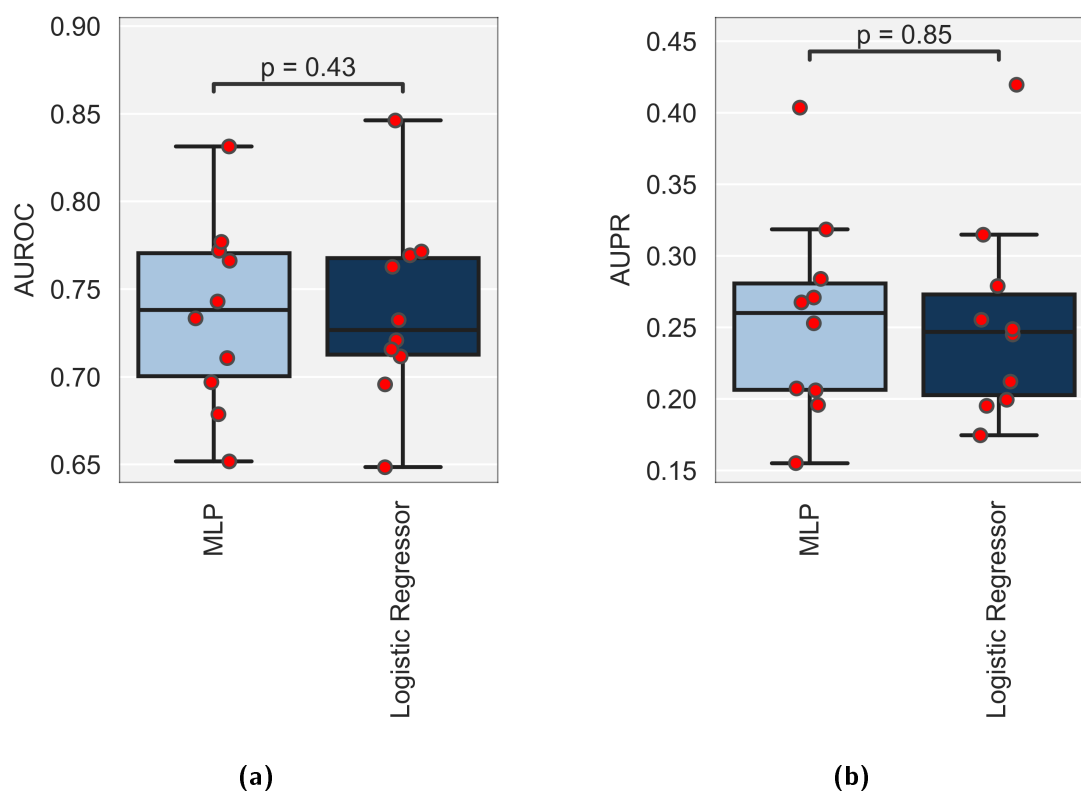 0.90
0.85
0.80
0.75
0.70
0.65
AUROC
p = 0.43
MLP
Logistic Regressor
(a)
0.45
0.40
0.35
0.30
0.25
0.20
0.15
AUPR
p = 0.85
MLP
Logistic Regressor
(b)